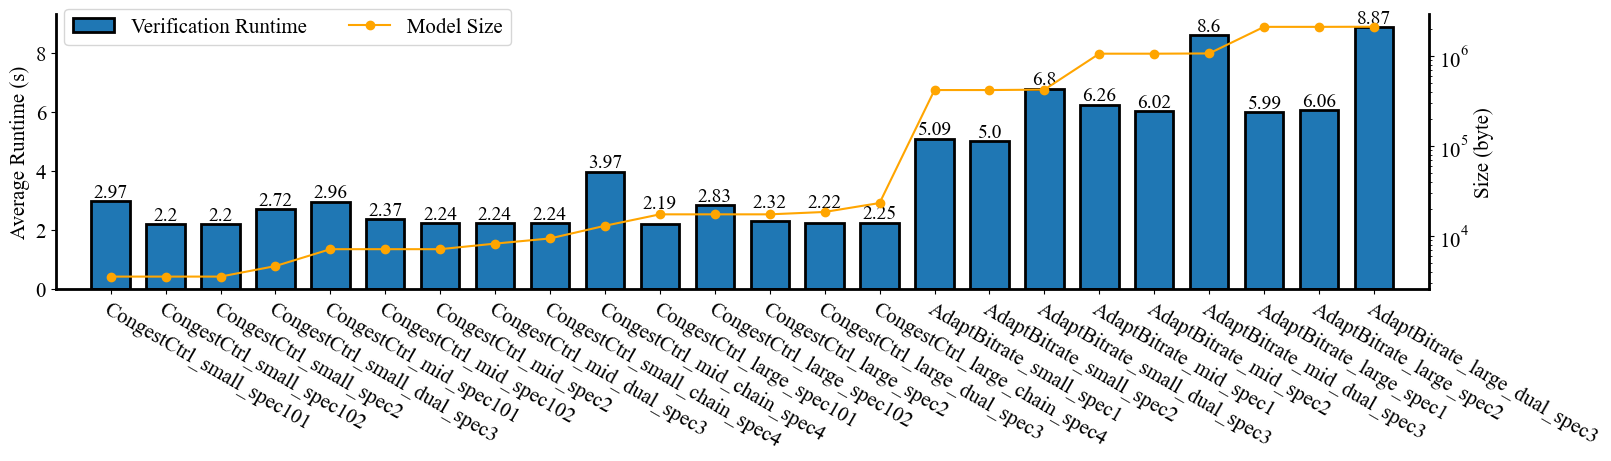 Verification Runtime
Model Size
Average Runtime (s)
0
2
4
6
8
2.97
2.2
2.2
2.72
2.96
2.37
2.24
2.24
2.24
3.97
2.19
2.83
2.32
2.22
2.25
5.09
5.0
6.8
6.26
6.02
8.6
5.99
6.06
8.87
10^6
10^5
10^4
Size (byte)
CongestCtrl_small_spec101
CongestCtrl_small_spec102
CongestCtrl_small_spec2
CongestCtrl_small_dual_spec3
CongestCtrl_mid_spec101
CongestCtrl_mid_spec102
CongestCtrl_mid_spec2
CongestCtrl_mid_dual_spec3
CongestCtrl_small_chain_spec4
CongestCtrl_mid_chain_spec4
CongestCtrl_large_spec101
CongestCtrl_large_spec102
CongestCtrl_large_spec2
CongestCtrl_large_dual_spec3
CongestCtrl_large_chain_spec4
AdaptBitrate_small_spec1
AdaptBitrate_small_spec2
AdaptBitrate_small_dual_spec3
AdaptBitrate_mid_spec1
AdaptBitrate_mid_spec2
AdaptBitrate_mid_dual_spec3
AdaptBitrate_large_spec1
AdaptBitrate_large_spec2
AdaptBitrate_large_dual_spec3